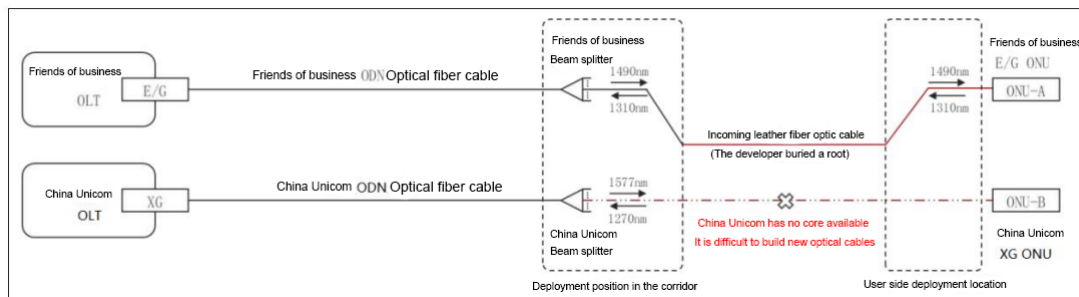 Friends of business
OLT
E/G
Friends of business ODN Optical fiber cable
Friends of business
Beam splitter
1490nm
1310nm
Incoming leather fiber optic cable
(The developer buried a root)
1490nm
1310nm
Friends of business
E/G ONU
ONU-A
China Unicom
OLT
XG
China Unicom ODN Optical fiber cable
1577nm
1270nm
China Unicom
Beam splitter
China Unicom has no core available
It is difficult to build new optical cables
ONU-B
China Unicom
XG ONU
Deployment position in the corridor
User side deployment location